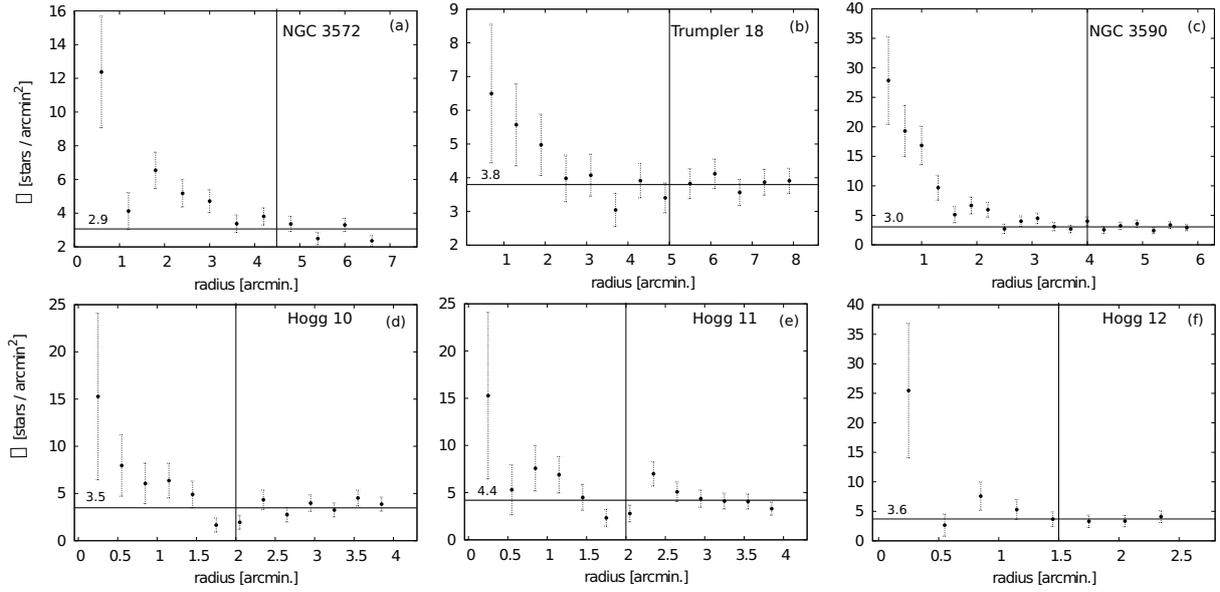 NGC 3572 (a)
16
14
12
10
8
6
4
2
2.9
0 1 2 3 4 5 6 7
radius [arcmin.]
▯ [stars / arcmin²]
Trumpler 18 (b)
9
8
7
6
5
4
3
2
3.8
1 2 3 4 5 6 7 8
radius [arcmin.]
NGC 3590 (c)
40
35
30
25
20
15
10
5
0
3.0
1 2 3 4 5 6
radius [arcmin.]
Hogg 10 (d)
25
20
15
10
5
0
3.5
0 0.5 1 1.5 2 2.5 3 3.5 4
radius [arcmin.]
▯ [stars / arcmin²]
Hogg 11 (e)
25
20
15
10
5
0
4.4
0 0.5 1 1.5 2 2.5 3 3.5 4
radius [arcmin.]
Hogg 12 (f)
40
35
30
25
20
15
10
5
0
3.6
0 0.5 1 1.5 2 2.5
radius [arcmin.]